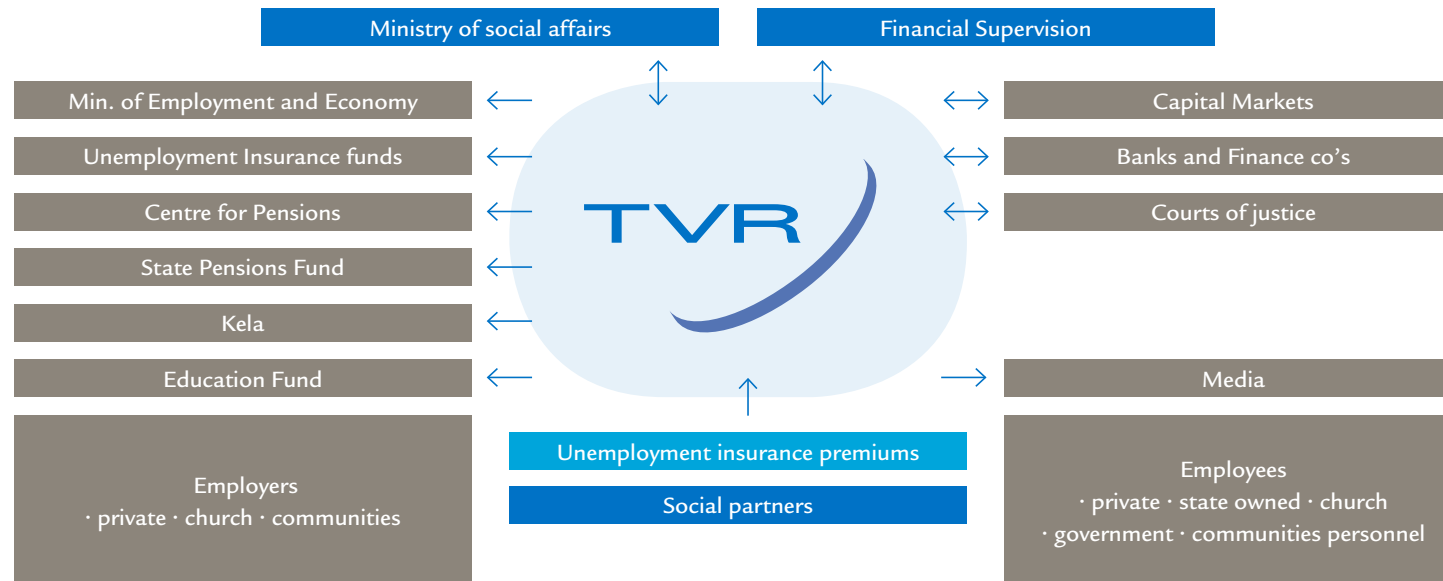 Ministry of social affairs
Financial Supervision
Min. of Employment and Economy
Capital Markets
Unemployment Insurance funds
Banks and Finance co's
Centre for Pensions
TVR
Courts of justice
State Pensions Fund
Kela
Education Fund
Media
Unemployment insurance premiums
Social partners
Employers
· private · church · communities
Employees
· private · state owned · church
· government · communities personnel